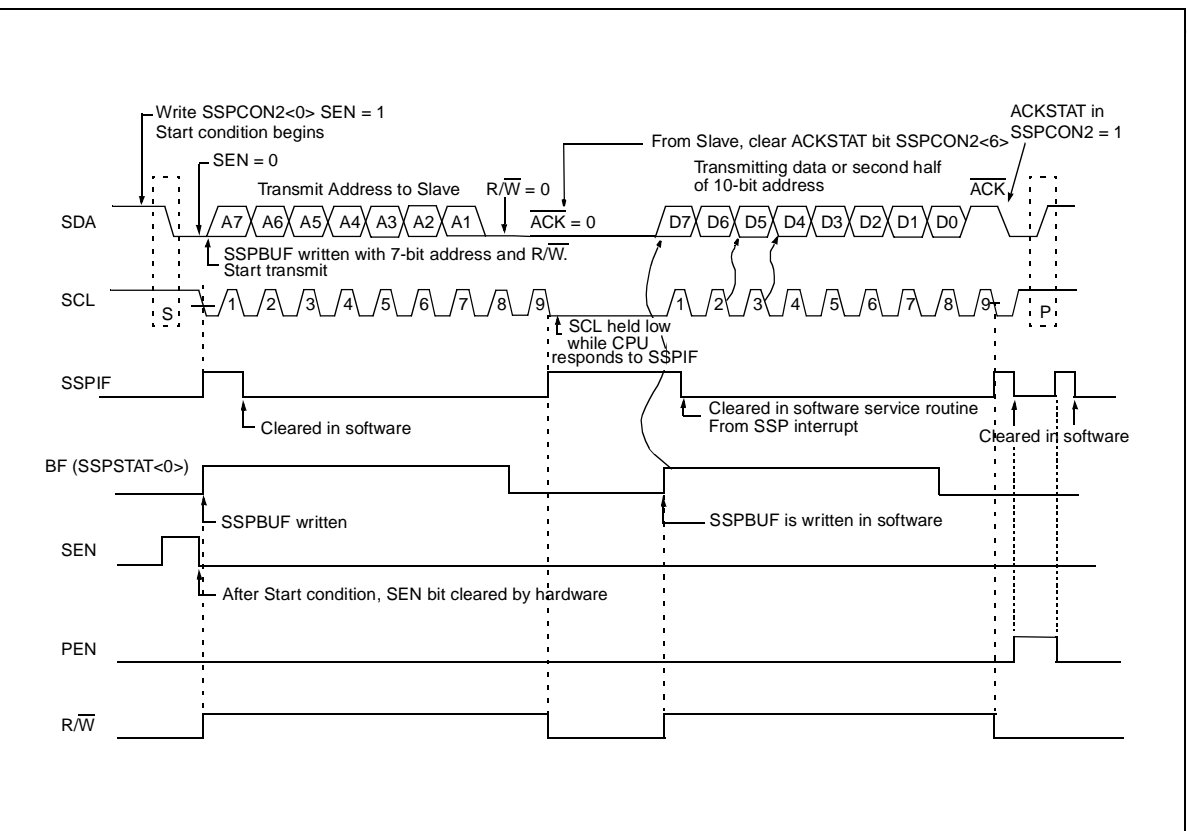 Write SSPCON2<0> SEN = 1
Start condition begins
ACKSTAT in
SSPCON2 = 1
From Slave, clear ACKSTAT bit SSPCON2<6>
SEN = 0
Transmitting data or second half
of 10-bit address
Transmit Address to Slave
R/W̅ = 0
A̅C̅K̅
SDA
A7 A6 A5 A4 A3 A2 A1
A̅C̅K̅ = 0
D7 D6 D5 D4 D3 D2 D1 D0
SSPBUF written with 7-bit address and R/W̅.
Start transmit
SCL
S
1 2 3 4 5 6 7 8 9
1 2 3 4 5 6 7 8 9
P
SCL held low
while CPU
responds to SSPIF
SSPIF
Cleared in software
Cleared in software service routine
From SSP interrupt
Cleared in software
BF (SSPSTAT<0>)
SSPBUF written
SSPBUF is written in software
SEN
After Start condition, SEN bit cleared by hardware
PEN
R/W̅